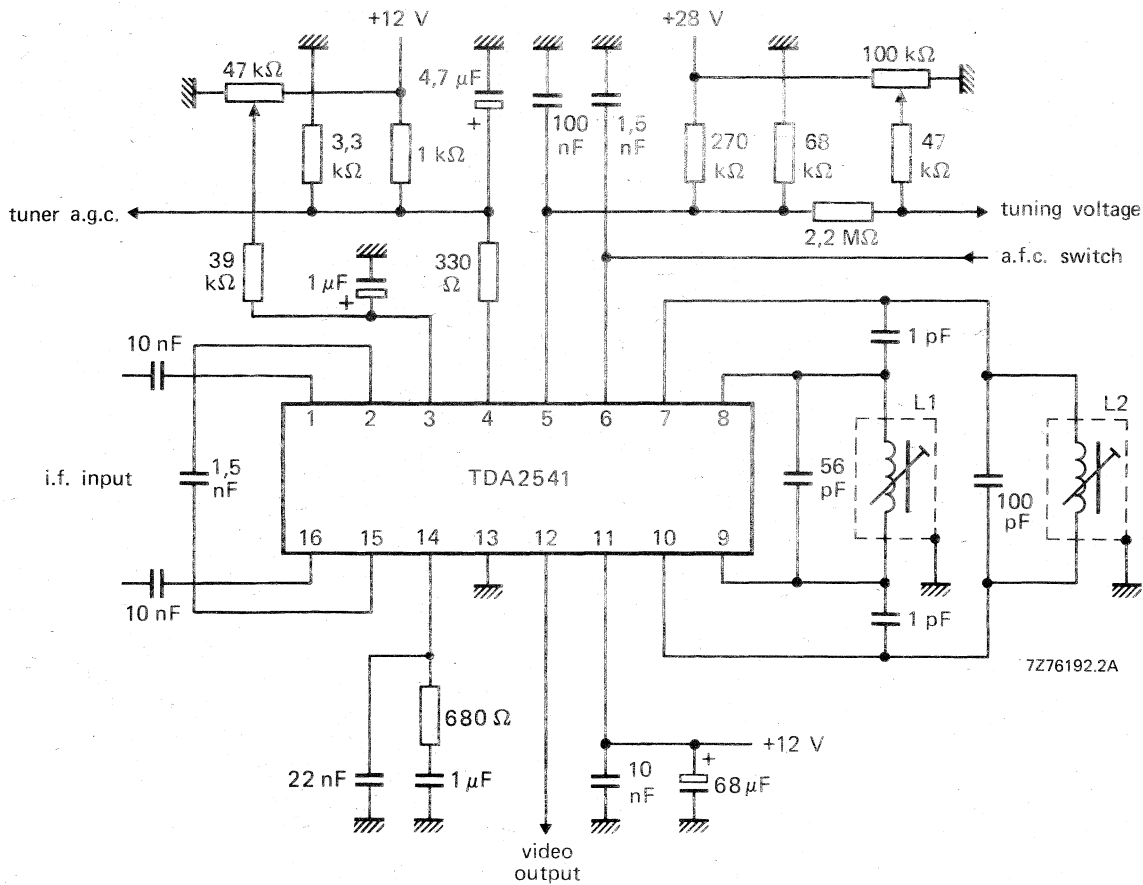 +12 V
+28 V
47 kΩ
100 kΩ
4,7 µF
+
3,3
kΩ
1 kΩ
100
nF
1,5
nF
270
kΩ
68
kΩ
47
kΩ
tuner a.g.c.
tuning voltage
2,2 MΩ
39
kΩ
1 µF
+
330
Ω
a.f.c. switch
10 nF
1 pF
1 2 3 4 5 6 7 8
L1
L2
i.f. input
1,5
nF
TDA2541
56
pF
100
pF
16 15 14 13 12 11 10 9
10 nF
1 pF
7Z76192.2A
680 Ω
+12 V
+
22 nF
1 µF
10
nF
68 µF
video
output